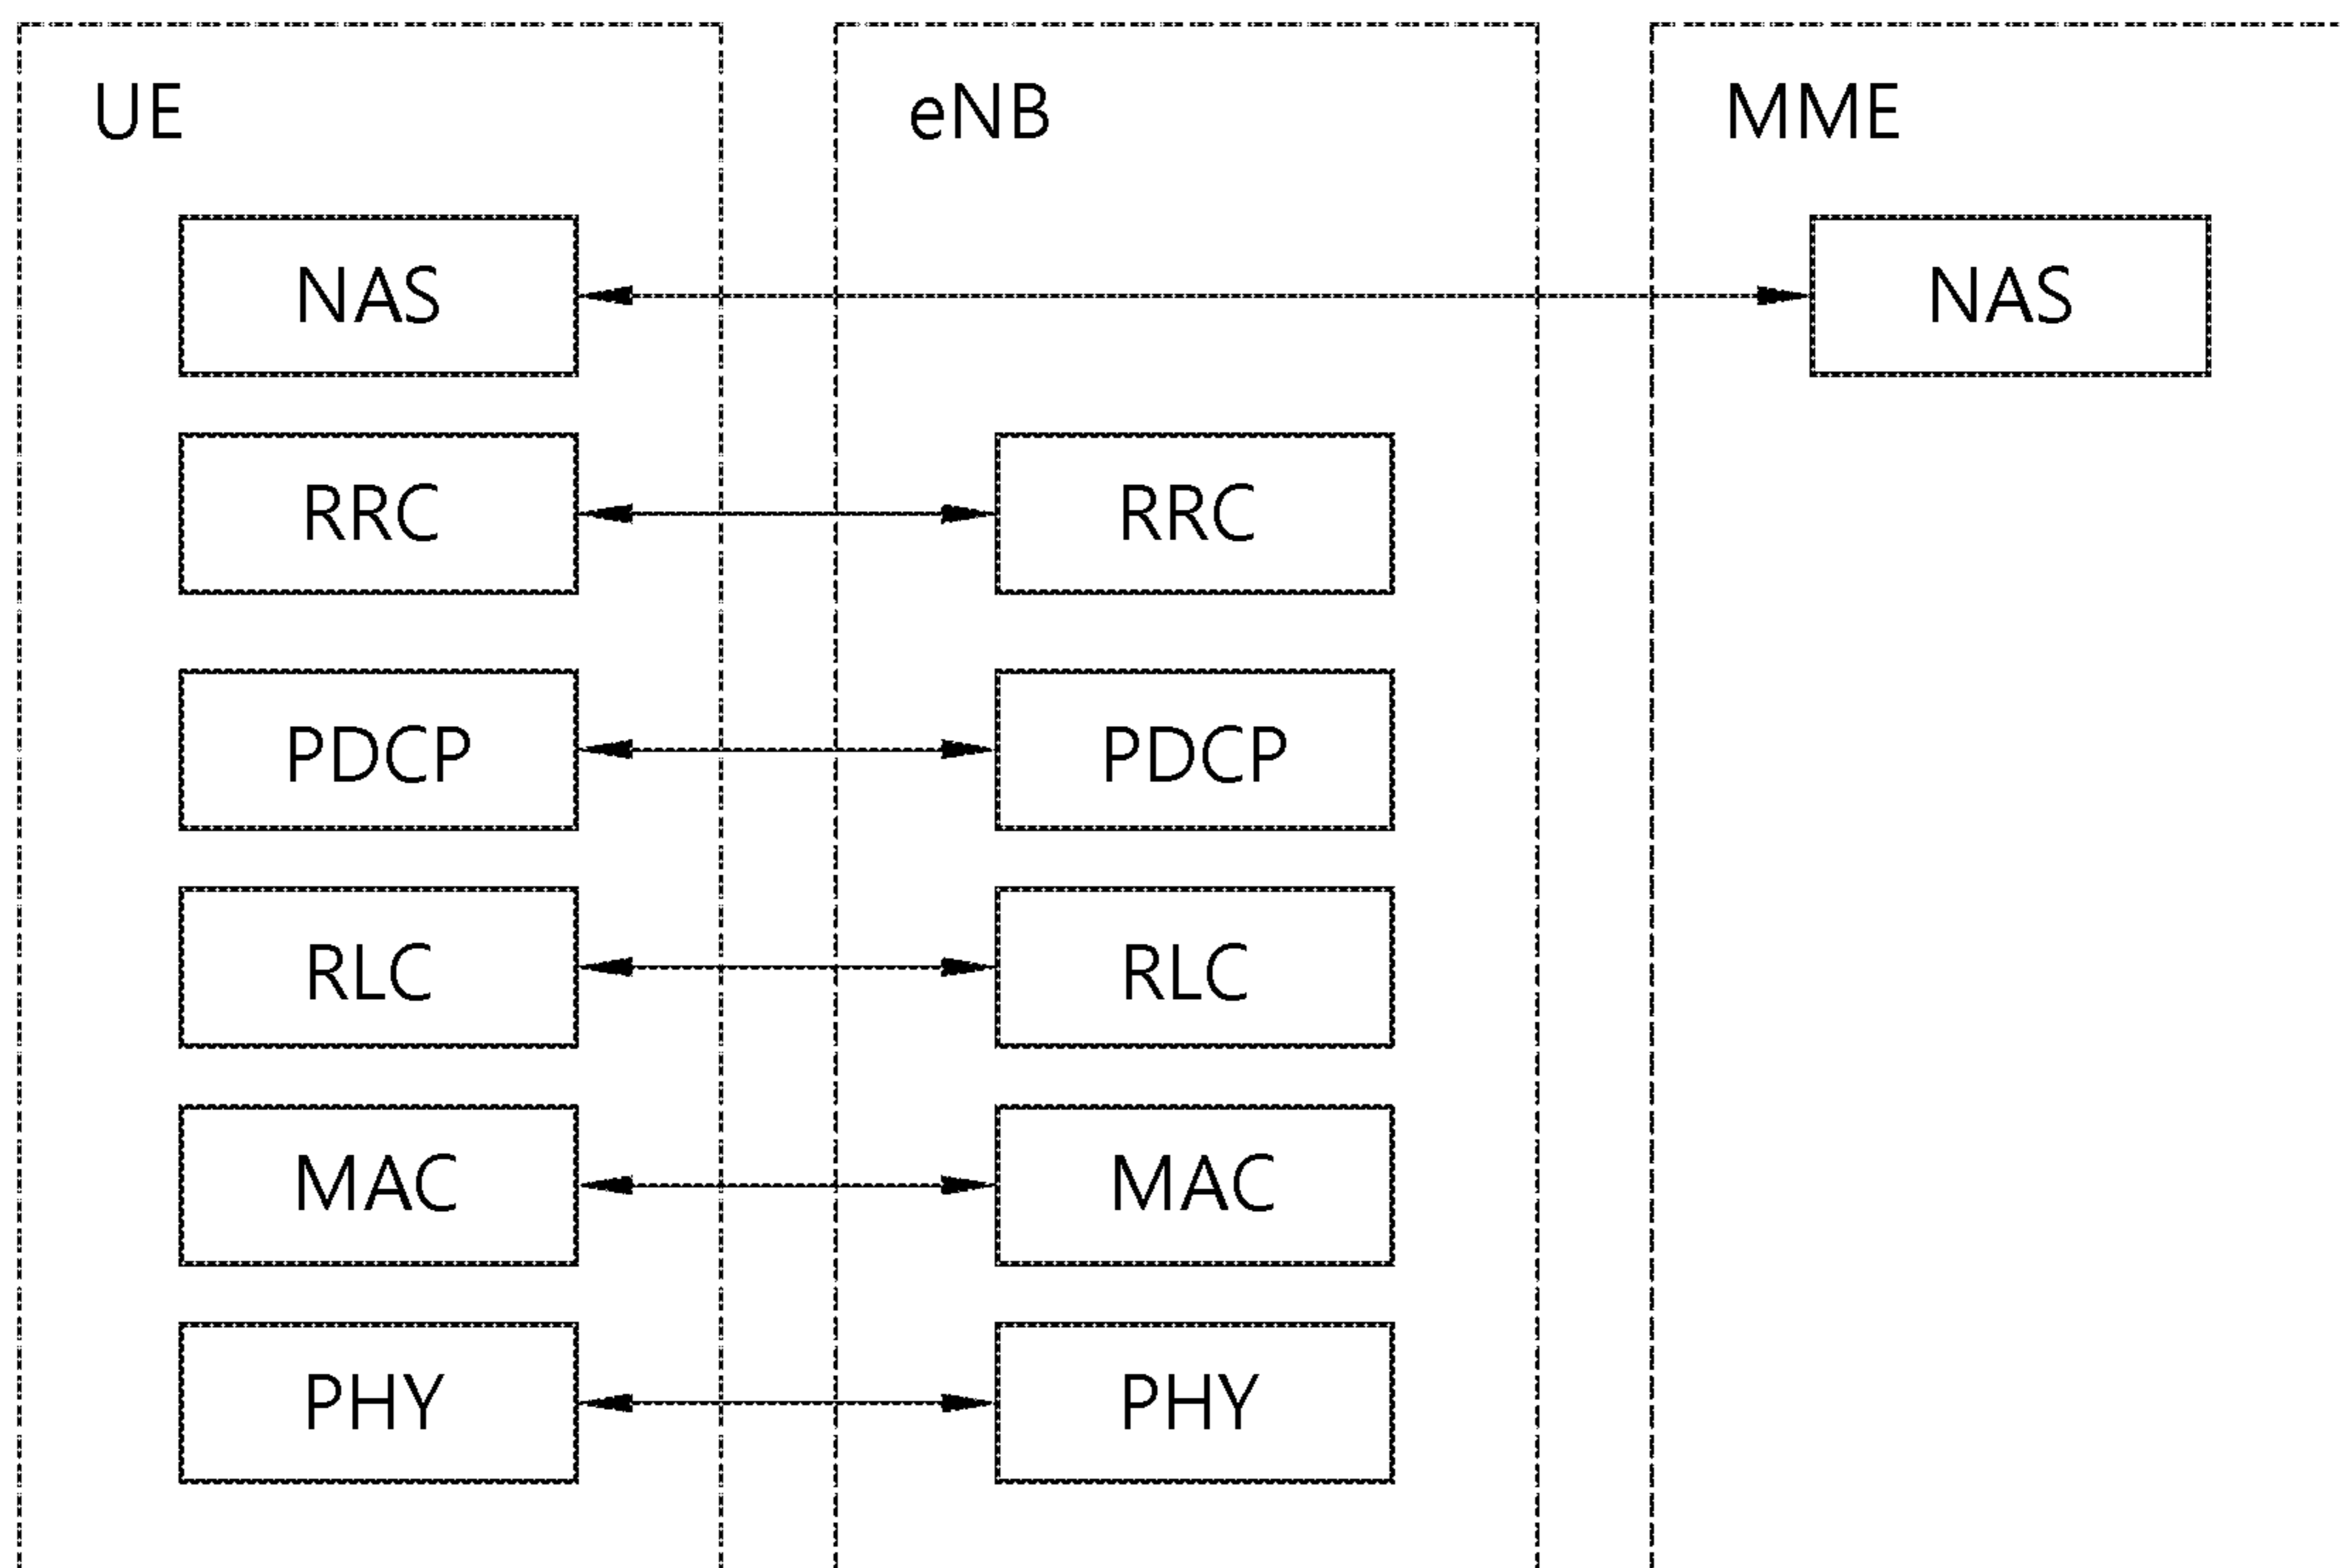 UE
eNB
MME
NAS
NAS
RRC
RRC
PDCP
PDCP
RLC
RLC
MAC
MAC
PHY
PHY